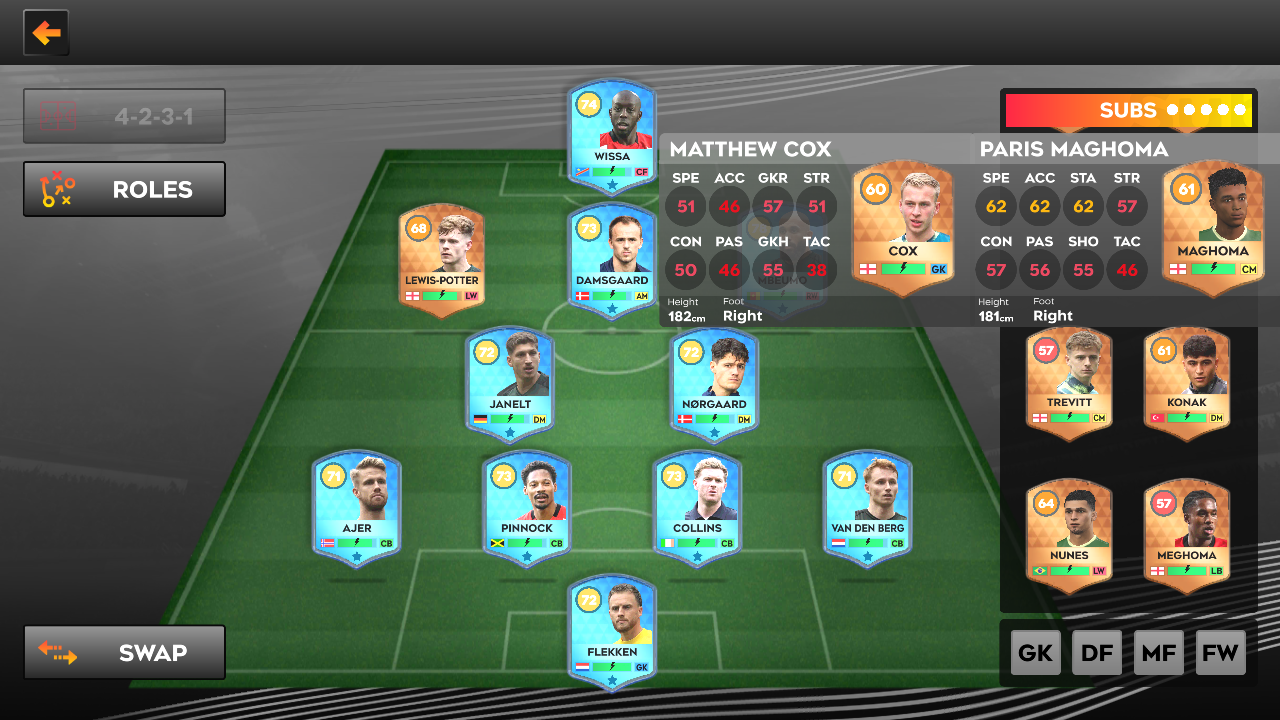 4-2-3-1
ROLES
SWAP
74
WISSA
CF
68
LEWIS-POTTER
LW
73
DAMSGAARD
AM
MBEUMO
72
JANELT
DM
72
NØRGAARD
DM
71
AJER
CB
73
PINNOCK
CB
73
COLLINS
CB
71
VAN DEN BERG
CB
72
FLEKKEN
GK
SUBS
MATTHEW COX
SPE ACC GKR STR
51 46 57 51
CON PAS GKH TAC
50 46 55 38
Height Foot
182cm Right
60
COX
GK
PARIS MAGHOMA
SPE ACC STA STR
62 62 62 57
CON PAS SHO TAC
57 56 55 46
Height Foot
181cm Right
61
MAGHOMA
CM
57
TREVITT
CM
61
KONAK
DM
64
NUNES
LW
57
MEGHOMA
LB
GK DF MF FW